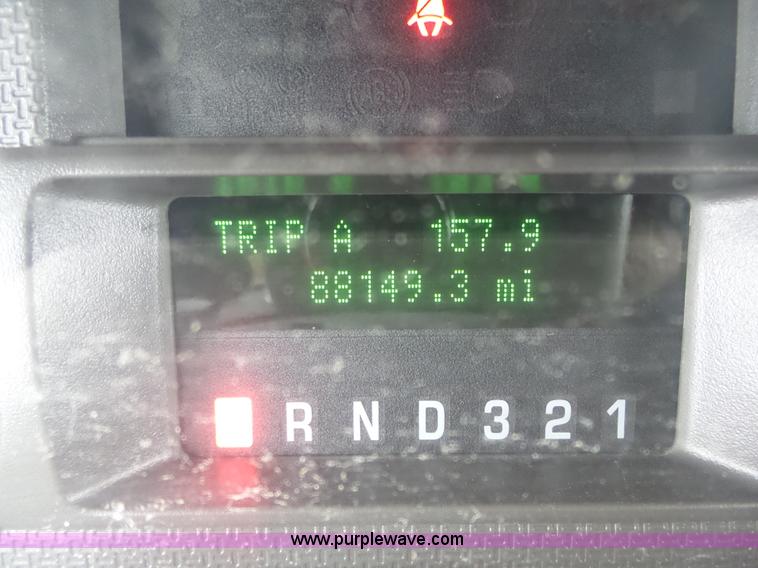 TRIP A 157.9
88149.3 mi
R N D 3 2 1
www.purplewave.com